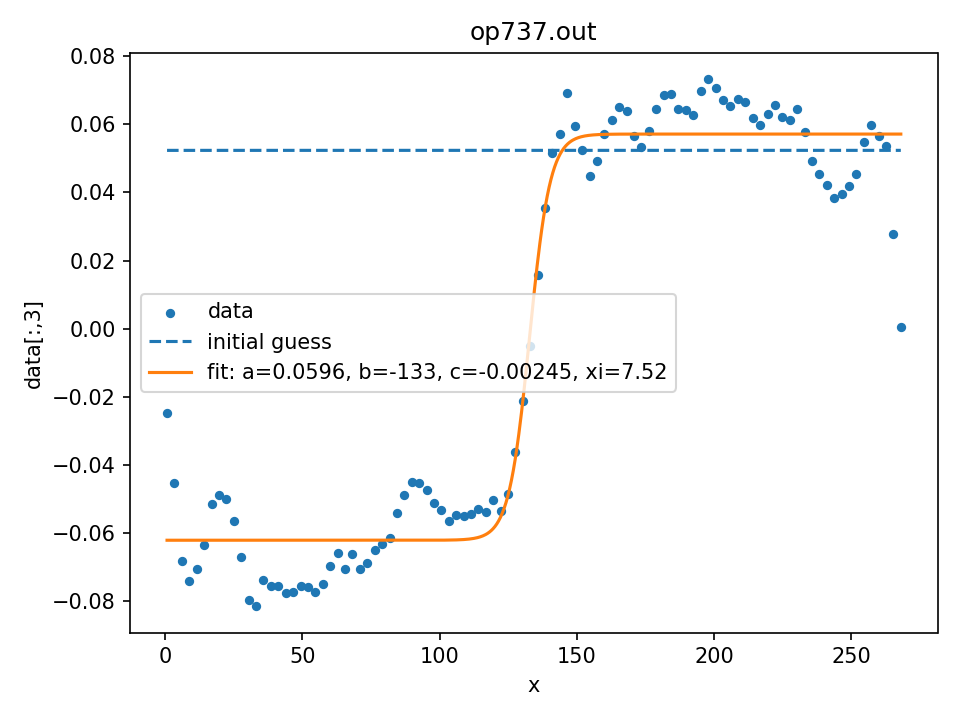 op737.out
0.08
0.06
0.04
0.02
0.00
−0.02
−0.04
−0.06
−0.08
data[:,3]
data
initial guess
fit: a=0.0596, b=-133, c=-0.00245, xi=7.52
0 50 100 150 200 250
x